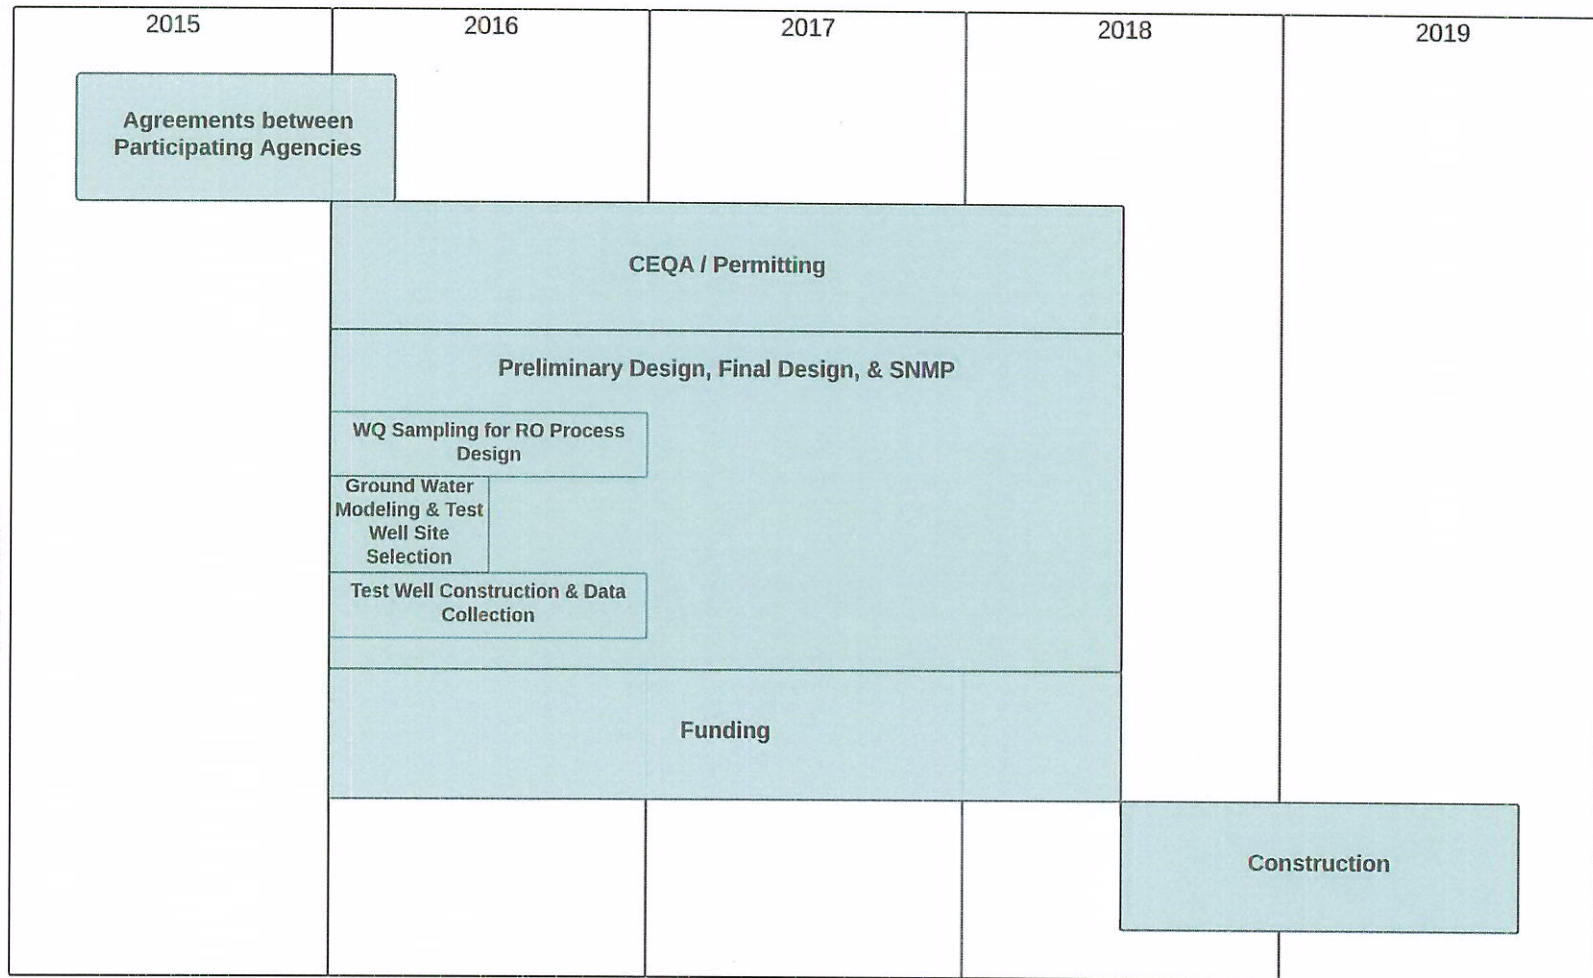 2015
2016
2017
2018
2019
Agreements between
Participating Agencies
CEQA / Permitting
Preliminary Design, Final Design, & SNMP
WQ Sampling for RO Process
Design
Ground Water
Modeling & Test
Well Site
Selection
Test Well Construction & Data
Collection
Funding
Construction